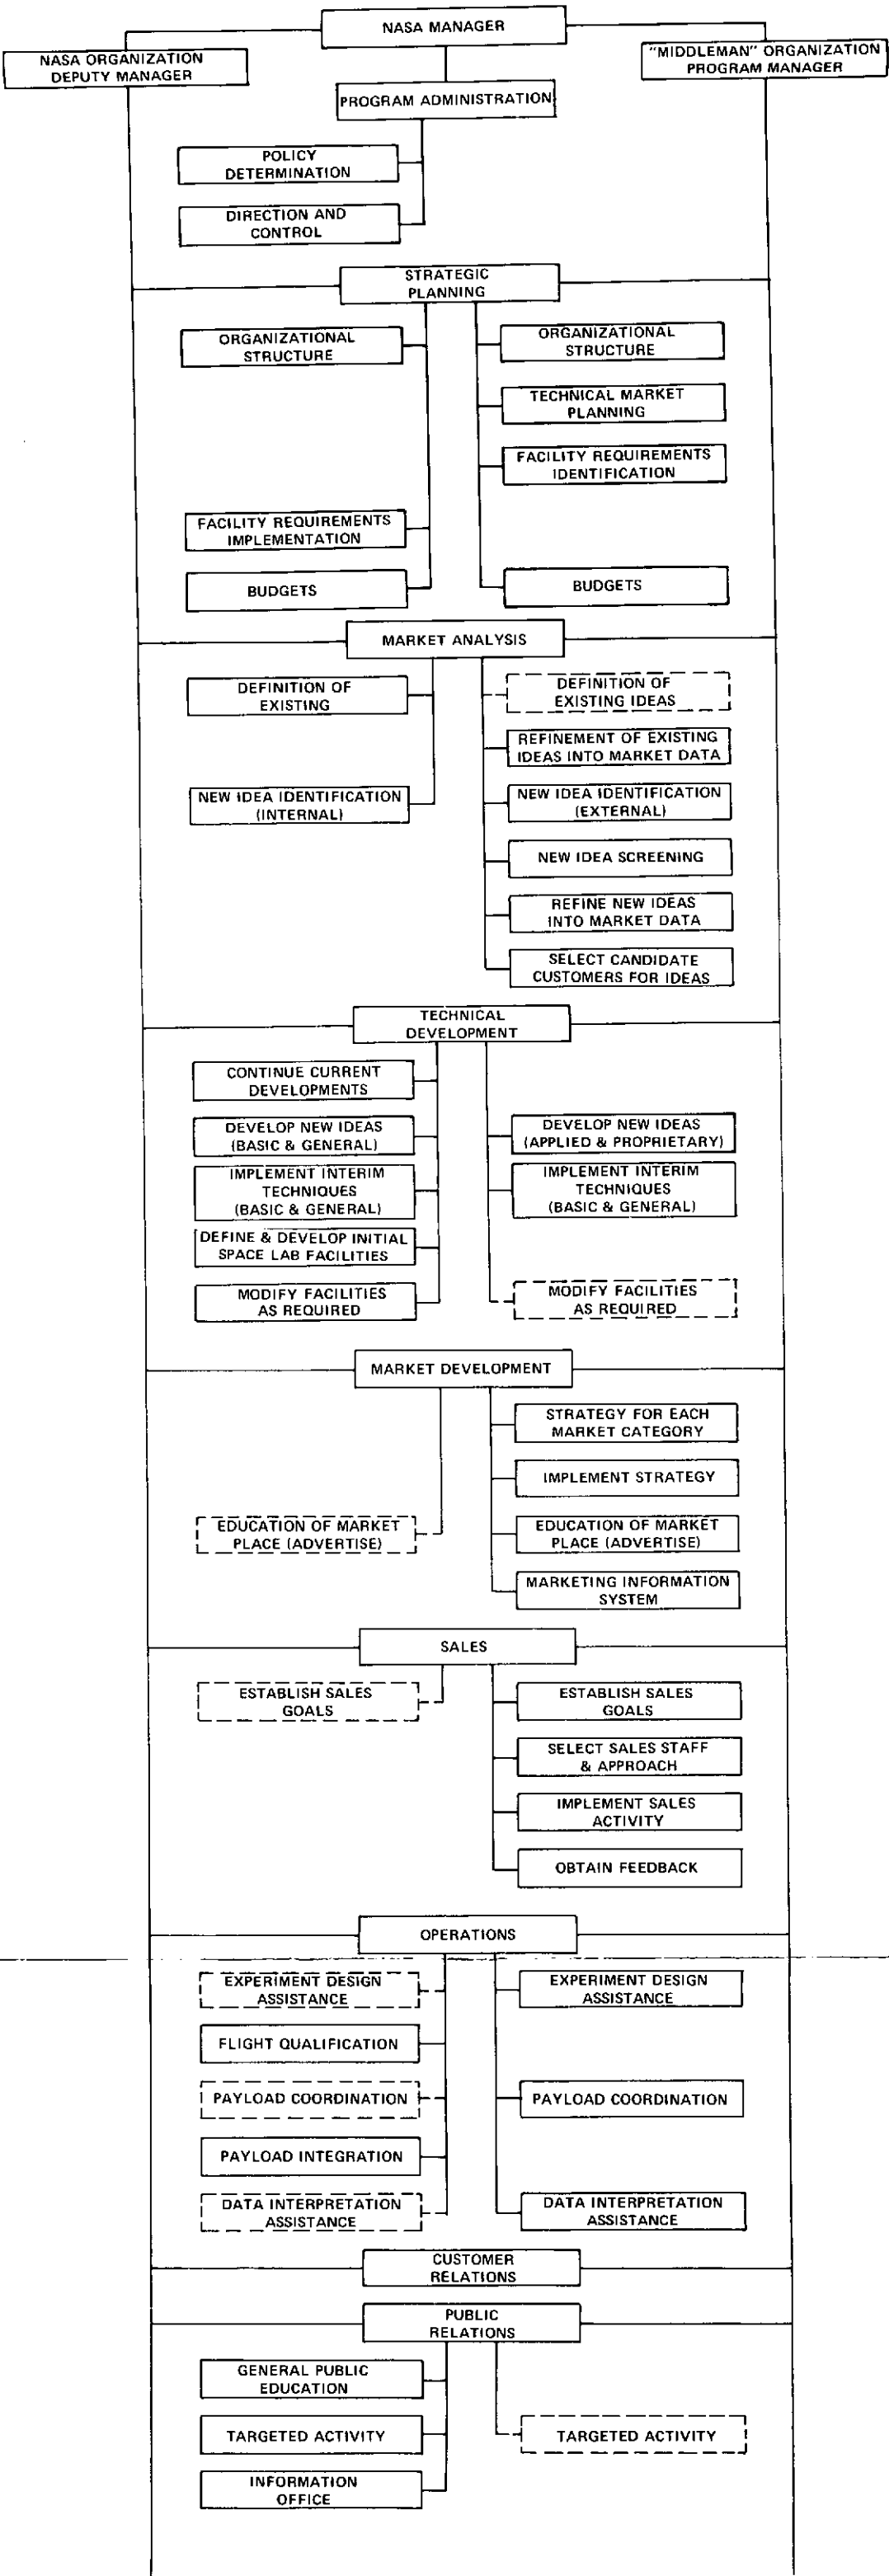 NASA MANAGER
NASA ORGANIZATION
DEPUTY MANAGER
"MIDDLEMAN" ORGANIZATION
PROGRAM MANAGER
PROGRAM ADMINISTRATION
POLICY
DETERMINATION
DIRECTION AND
CONTROL
STRATEGIC
PLANNING
ORGANIZATIONAL
STRUCTURE
ORGANIZATIONAL
STRUCTURE
TECHNICAL MARKET
PLANNING
FACILITY REQUIREMENTS
IDENTIFICATION
FACILITY REQUIREMENTS
IMPLEMENTATION
BUDGETS
BUDGETS
MARKET ANALYSIS
DEFINITION OF
EXISTING
DEFINITION OF
EXISTING IDEAS
REFINEMENT OF EXISTING
IDEAS INTO MARKET DATA
NEW IDEA IDENTIFICATION
(INTERNAL)
NEW IDEA IDENTIFICATION
(EXTERNAL)
NEW IDEA SCREENING
REFINE NEW IDEAS
INTO MARKET DATA
SELECT CANDIDATE
CUSTOMERS FOR IDEAS
TECHNICAL
DEVELOPMENT
CONTINUE CURRENT
DEVELOPMENTS
DEVELOP NEW IDEAS
(BASIC & GENERAL)
DEVELOP NEW IDEAS
(APPLIED & PROPRIETARY)
IMPLEMENT INTERIM
TECHNIQUES
(BASIC & GENERAL)
IMPLEMENT INTERIM
TECHNIQUES
(BASIC & GENERAL)
DEFINE & DEVELOP INITIAL
SPACE LAB FACILITIES
MODIFY FACILITIES
AS REQUIRED
MODIFY FACILITIES
AS REQUIRED
MARKET DEVELOPMENT
STRATEGY FOR EACH
MARKET CATEGORY
IMPLEMENT STRATEGY
EDUCATION OF MARKET
PLACE (ADVERTISE)
EDUCATION OF MARKET
PLACE (ADVERTISE)
MARKETING INFORMATION
SYSTEM
SALES
ESTABLISH SALES
GOALS
ESTABLISH SALES
GOALS
SELECT SALES STAFF
& APPROACH
IMPLEMENT SALES
ACTIVITY
OBTAIN FEEDBACK
OPERATIONS
EXPERIMENT DESIGN
ASSISTANCE
EXPERIMENT DESIGN
ASSISTANCE
FLIGHT QUALIFICATION
PAYLOAD COORDINATION
PAYLOAD COORDINATION
PAYLOAD INTEGRATION
DATA INTERPRETATION
ASSISTANCE
DATA INTERPRETATION
ASSISTANCE
CUSTOMER
RELATIONS
PUBLIC
RELATIONS
GENERAL PUBLIC
EDUCATION
TARGETED ACTIVITY
TARGETED ACTIVITY
INFORMATION
OFFICE